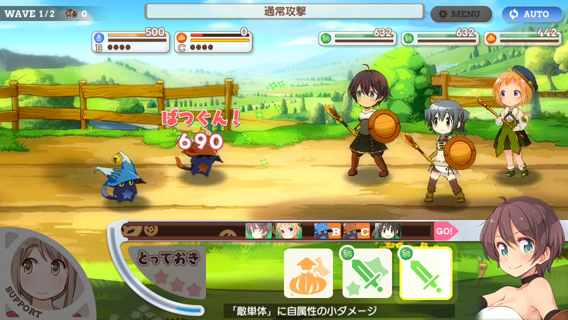 WAVE 1/2 0
通常攻撃
MENU
AUTO
500
B
0
C
632
632
442
ばつぐん!
690
B
C
GO!
とっておき
SUPPORT
「敵単体」に自属性の小ダメージ